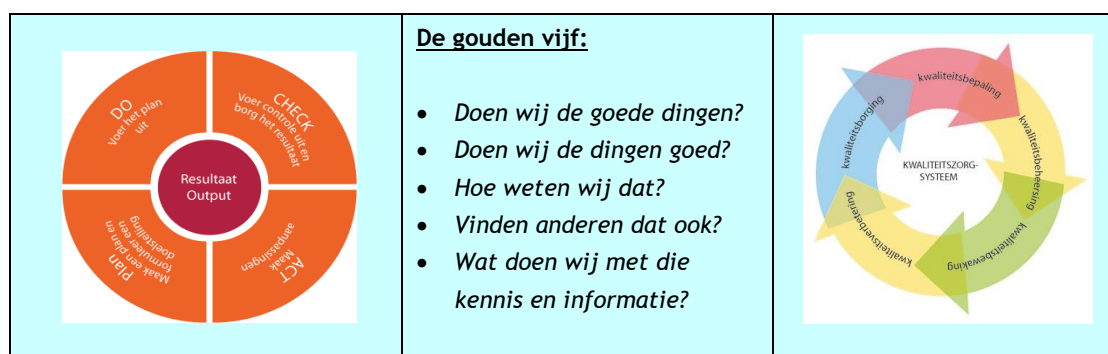 DO
Voer het plan
uit
CHECK
Voer controle uit en
borg het resultaat
Resultaat
Output
Plan
Maak een plan en
formuleer een
doelstelling
ACT
Maak
aanpassingen
De gouden vijf:
• Doen wij de goede dingen?
• Doen wij de dingen goed?
• Hoe weten wij dat?
• Vinden anderen dat ook?
• Wat doen wij met die
kennis en informatie?
kwaliteitsbepaling
kwaliteitsbeheersing
kwaliteitsbewaking
kwaliteitsverbetering
kwaliteitsborging
KWALITEITSZORG-
SYSTEEM